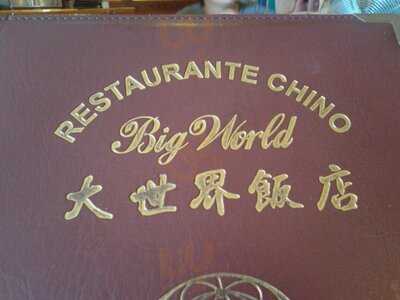 RESTAURANTE CHINO
Big World
大世界飯店